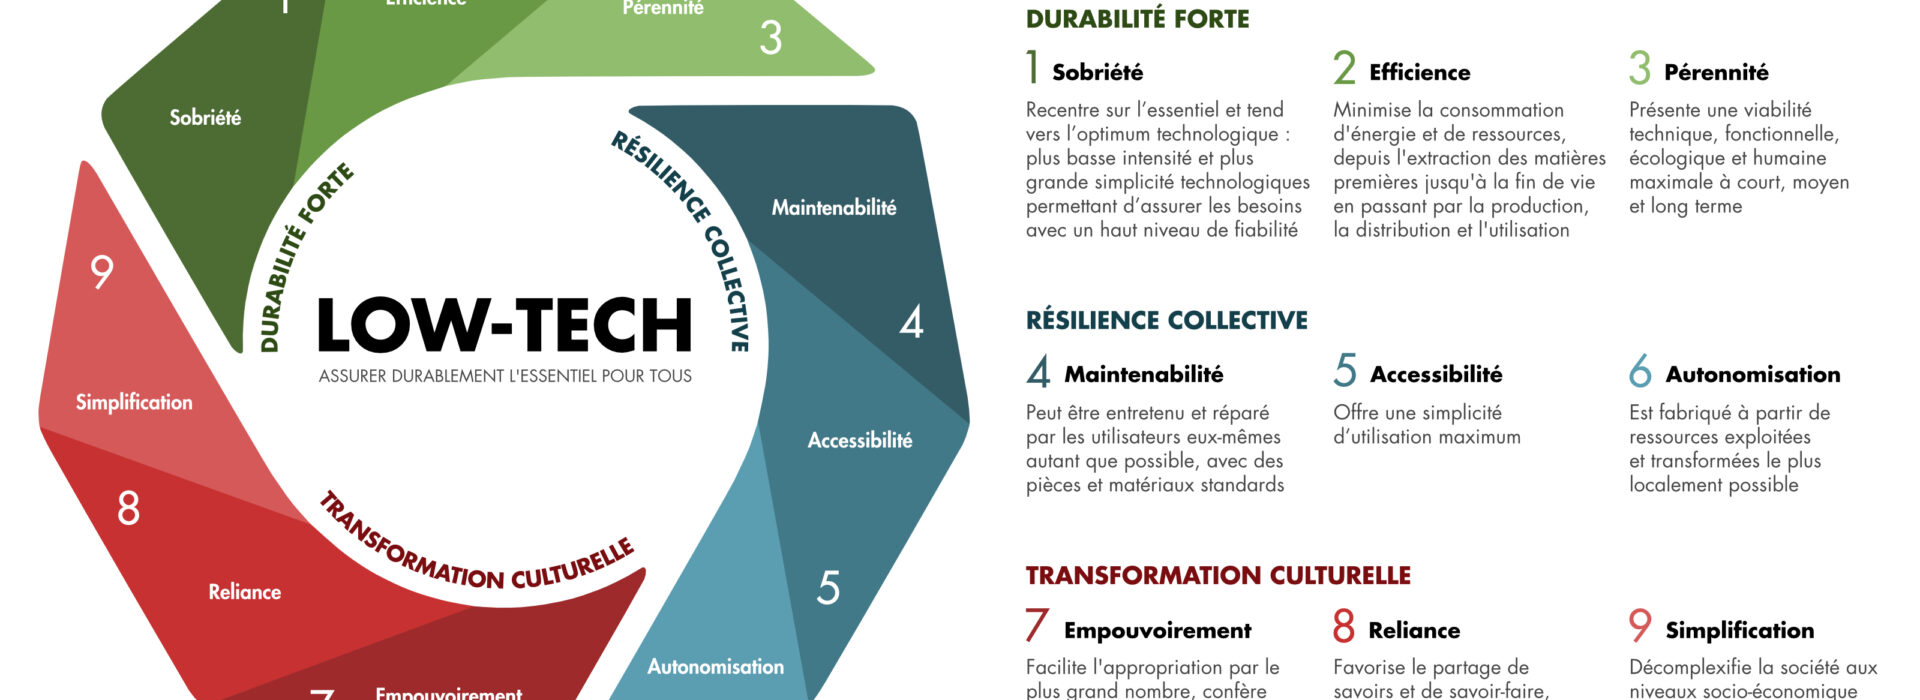 1
Efficience
Pérennité
3
Sobriété
DURABILITÉ FORTE
RÉSILIENCE COLLECTIVE
Maintenabilité
9
4
LOW-TECH
ASSURER DURABLEMENT L'ESSENTIEL POUR TOUS
Simplification
Accessibilité
8
TRANSFORMATION CULTURELLE
5
Reliance
Autonomisation
7
Empouvoirement
DURABILITÉ FORTE
1 Sobriété
Recentre sur l’essentiel et tend
vers l’optimum technologique :
plus basse intensité et plus
grande simplicité technologiques
permettant d’assurer les besoins
avec un haut niveau de fiabilité
2 Efficience
Minimise la consommation
d'énergie et de ressources,
depuis l'extraction des matières
premières jusqu'à la fin de vie
en passant par la production,
la distribution et l'utilisation
3 Pérennité
Présente une viabilité
technique, fonctionnelle,
écologique et humaine
maximale à court, moyen
et long terme
RÉSILIENCE COLLECTIVE
4 Maintenabilité
Peut être entretenu et réparé
par les utilisateurs eux-mêmes
autant que possible, avec des
pièces et matériaux standards
5 Accessibilité
Offre une simplicité
d’utilisation maximum
6 Autonomisation
Est fabriqué à partir de
ressources exploitées
et transformées le plus
localement possible
TRANSFORMATION CULTURELLE
7 Empouvoirement
Facilite l'appropriation par le
plus grand nombre, confère
8 Reliance
Favorise le partage de
savoirs et de savoir-faire,
9 Simplification
Décomplexifie la société aux
niveaux socio-économique